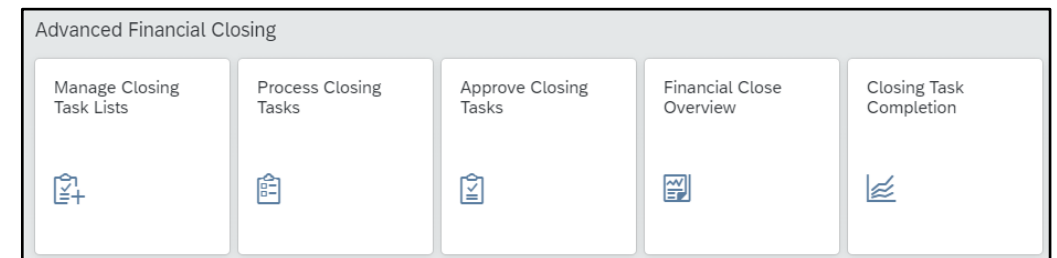 Advanced Financial Closing
Manage Closing
Task Lists
Process Closing
Tasks
Approve Closing
Tasks
Financial Close
Overview
Closing Task
Completion